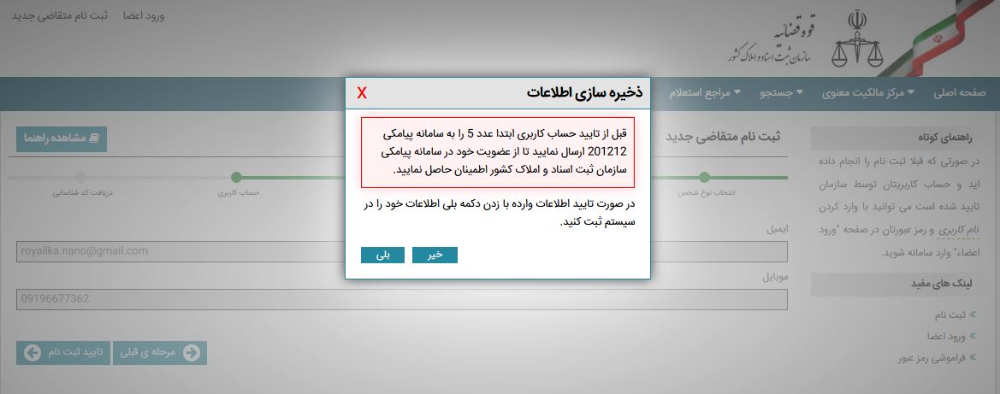 ورود اعضا
ثبت نام متقاضی جدید
قوه قضائیه
سازمان ثبت اسناد و املاک کشور
صفحه اصلی
مرکز مالکیت معنوی
جستجو
مراجع استعلام
راهنمای کوتاه
در صورتی که قبلا ثبت نام را انجام داده
اید و حساب کاربریتان توسط سازمان
تایید شده است می توانید با وارد کردن
نام کاربری و رمز عبورتان در صفحه "ورود
اعضاء" وارد سامانه شوید.
لینک های مفید
ثبت نام
ورود اعضا
فراموشی رمز عبور
ثبت نام متقاضی جدید
مشاهده راهنما
انتخاب نوع شخص
حساب کاربری
دریافت کد شناسایی
ایمیل
royailka.nano@gmail.com
موبایل
09196677362
مرحله ی قبلی
تایید ثبت نام
ذخیره سازی اطلاعات
X
قبل از تایید حساب کاربری ابتدا عدد 5 را به سامانه پیامکی
201212 ارسال نمایید تا از عضویت خود در سامانه پیامکی
سازمان ثبت اسناد و املاک کشور اطمینان حاصل نمایید.
در صورت تایید اطلاعات وارده با زدن دکمه بلی اطلاعات خود را در
سیستم ثبت کنید.
خیر
بلی